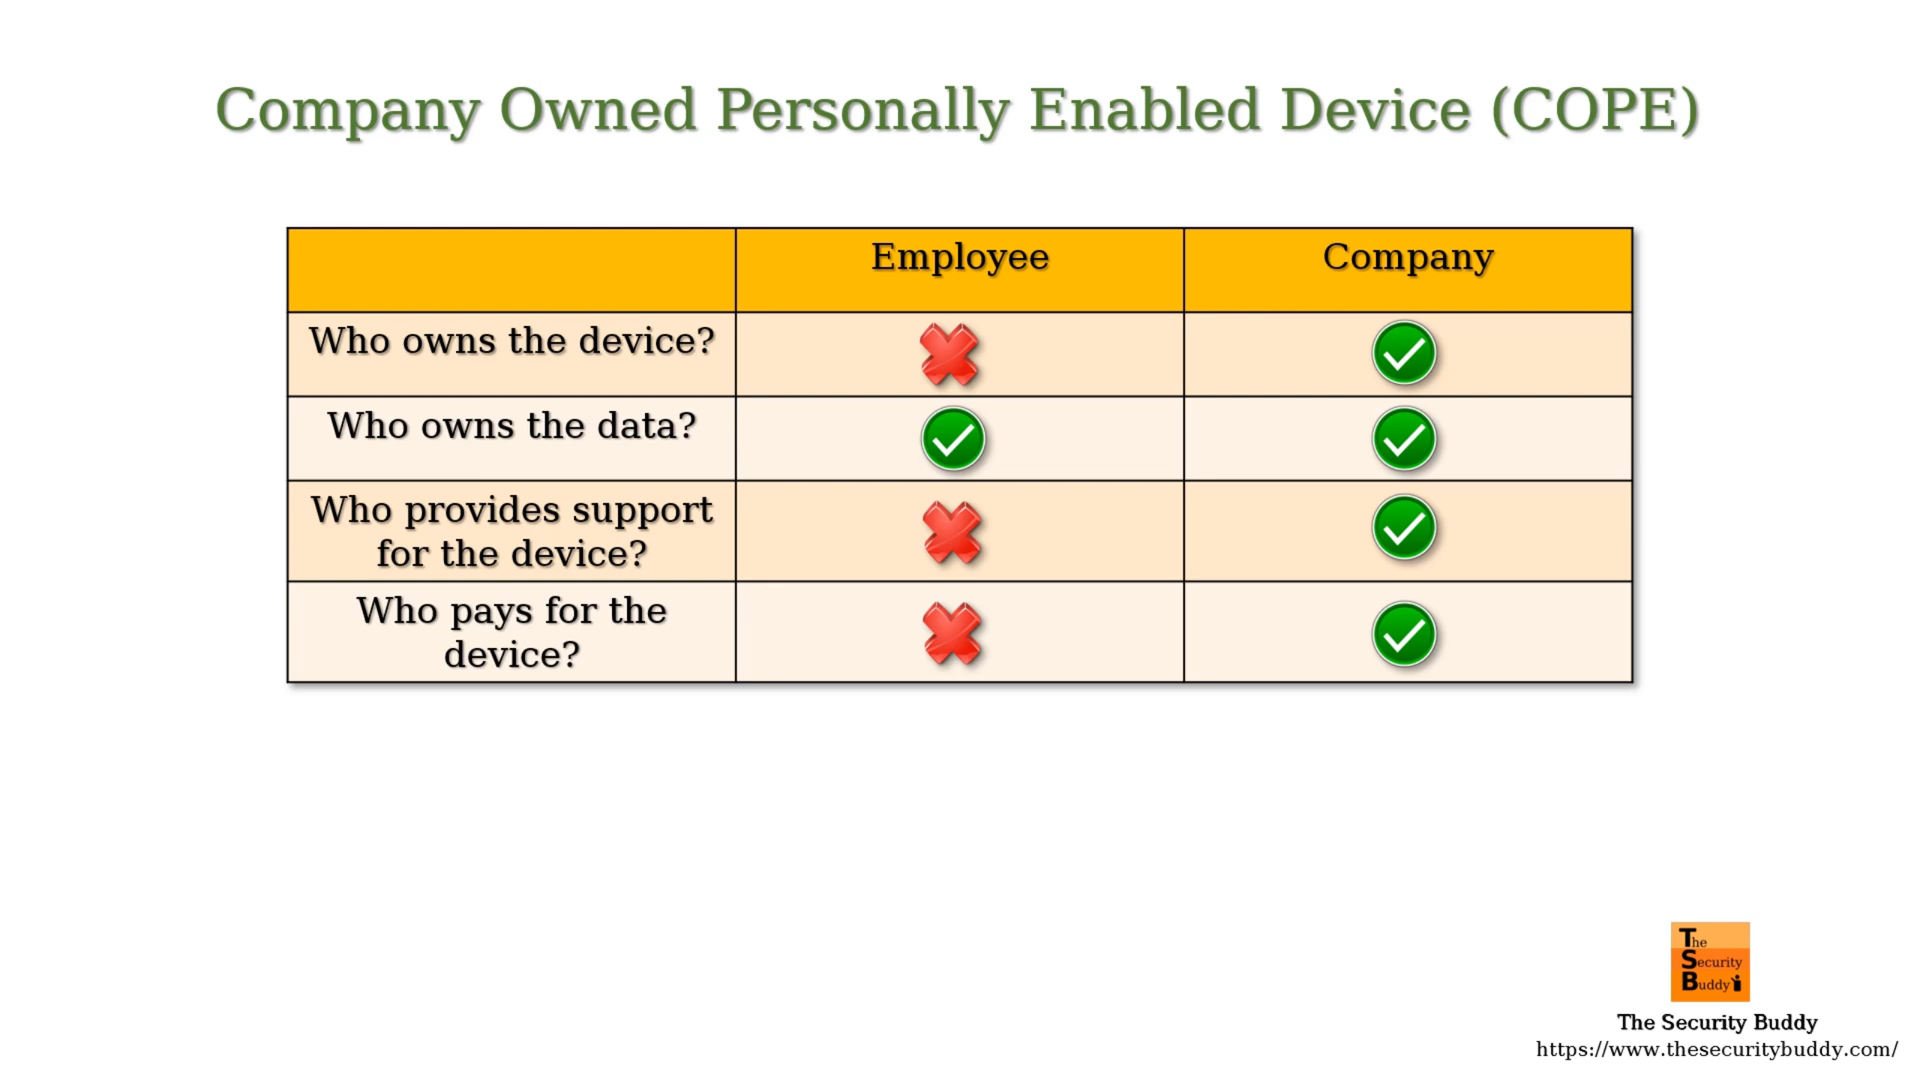 Company Owned Personally Enabled Device (COPE)
Employee
Company
Who owns the device?
Who owns the data?
Who provides support
for the device?
Who pays for the
device?
The
Security
Buddy
The Security Buddy
https://www.thesecuritybuddy.com/